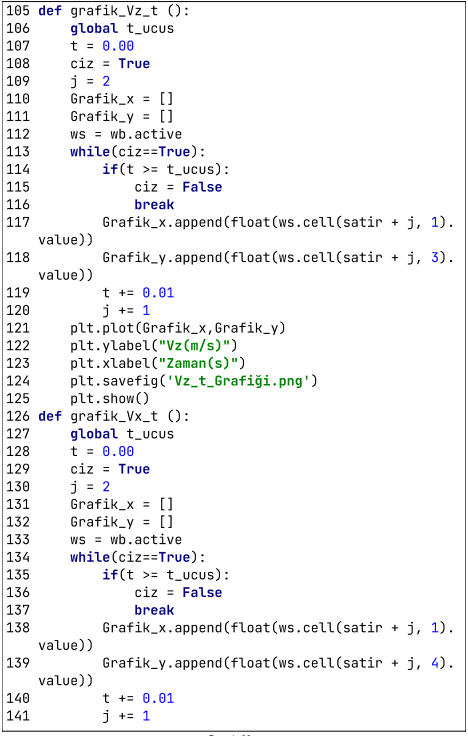 105 def grafik_Vz_t ():
106     global t_ucus
107     t = 0.00
108     ciz = True
109     j = 2
110     Grafik_x = []
111     Grafik_y = []
112     ws = wb.active
113     while(ciz==True):
114         if(t >= t_ucus):
115             ciz = False
116             break
117         Grafik_x.append(float(ws.cell(satir + j, 1).
value))
118         Grafik_y.append(float(ws.cell(satir + j, 3).
value))
119         t += 0.01
120         j += 1
121     plt.plot(Grafik_x,Grafik_y)
122     plt.ylabel("Vz(m/s)")
123     plt.xlabel("Zaman(s)")
124     plt.savefig('Vz_t_Grafiği.png')
125     plt.show()
126 def grafik_Vx_t ():
127     global t_ucus
128     t = 0.00
129     ciz = True
130     j = 2
131     Grafik_x = []
132     Grafik_y = []
133     ws = wb.active
134     while(ciz==True):
135         if(t >= t_ucus):
136             ciz = False
137             break
138         Grafik_x.append(float(ws.cell(satir + j, 1).
value))
139         Grafik_y.append(float(ws.cell(satir + j, 4).
value))
140         t += 0.01
141         j += 1